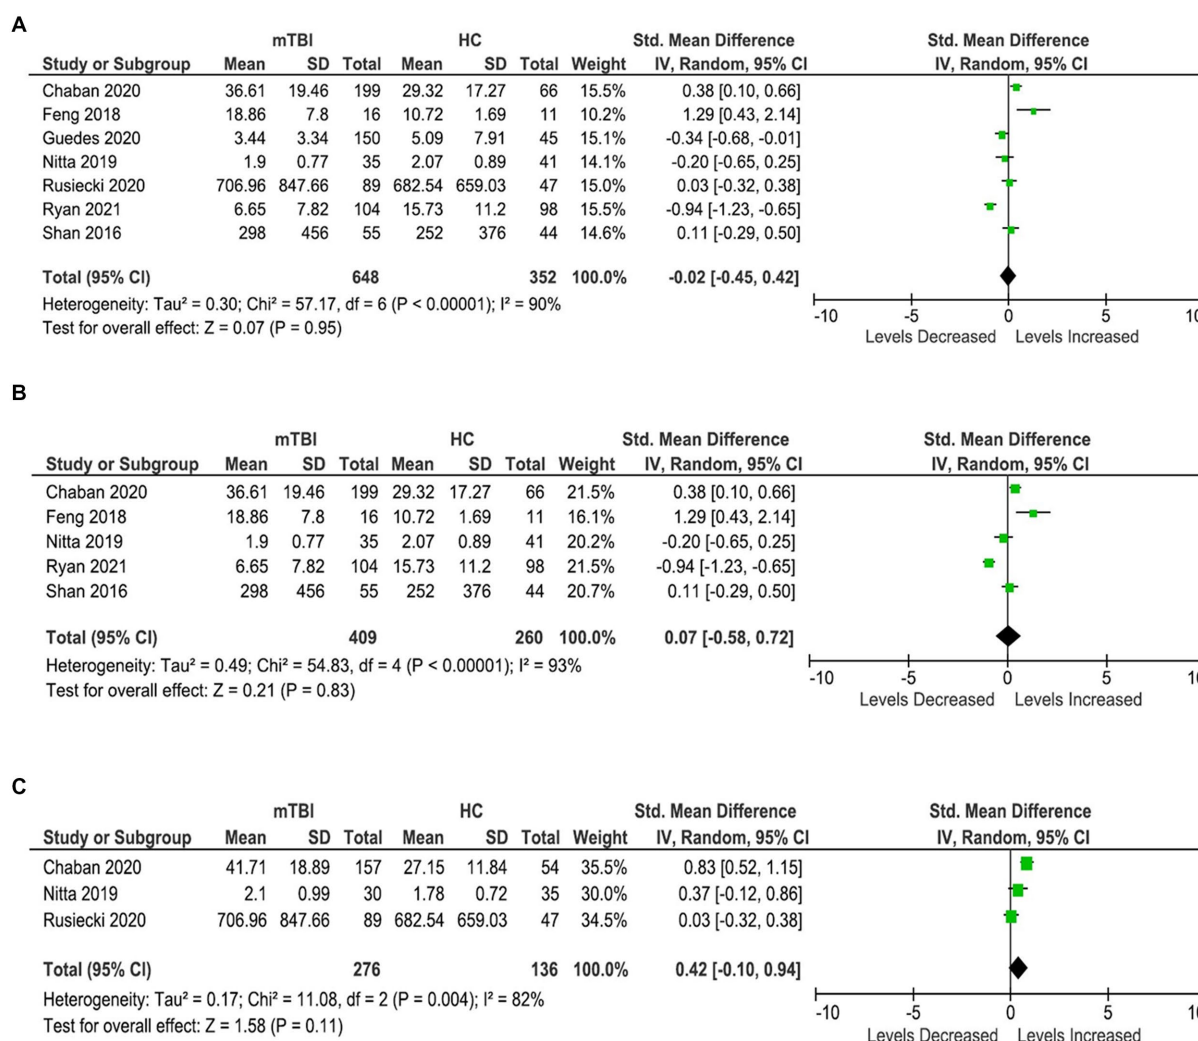 A
mTBI HC Std. Mean Difference Std. Mean Difference
Study or Subgroup Mean SD Total Mean SD Total Weight IV, Random, 95% CI IV, Random, 95% CI
Chaban 2020 36.61 19.46 199 29.32 17.27 66 15.5% 0.38 [0.10, 0.66]
Feng 2018 18.86 7.8 16 10.72 1.69 11 10.2% 1.29 [0.43, 2.14]
Guedes 2020 3.44 3.34 150 5.09 7.91 45 15.1% -0.34 [-0.68, -0.01]
Nitta 2019 1.9 0.77 35 2.07 0.89 41 14.1% -0.20 [-0.65, 0.25]
Rusiecki 2020 706.96 847.66 89 682.54 659.03 47 15.0% 0.03 [-0.32, 0.38]
Ryan 2021 6.65 7.82 104 15.73 11.2 98 15.5% -0.94 [-1.23, -0.65]
Shan 2016 298 456 55 252 376 44 14.6% 0.11 [-0.29, 0.50]
Total (95% CI) 648 352 100.0% -0.02 [-0.45, 0.42]
Heterogeneity: Tau² = 0.30; Chi² = 57.17, df = 6 (P < 0.00001); I² = 90%
Test for overall effect: Z = 0.07 (P = 0.95)
-10 -5 0 5 10
Levels Decreased Levels Increased
B
mTBI HC Std. Mean Difference Std. Mean Difference
Study or Subgroup Mean SD Total Mean SD Total Weight IV, Random, 95% CI IV, Random, 95% CI
Chaban 2020 36.61 19.46 199 29.32 17.27 66 21.5% 0.38 [0.10, 0.66]
Feng 2018 18.86 7.8 16 10.72 1.69 11 16.1% 1.29 [0.43, 2.14]
Nitta 2019 1.9 0.77 35 2.07 0.89 41 20.2% -0.20 [-0.65, 0.25]
Ryan 2021 6.65 7.82 104 15.73 11.2 98 21.5% -0.94 [-1.23, -0.65]
Shan 2016 298 456 55 252 376 44 20.7% 0.11 [-0.29, 0.50]
Total (95% CI) 409 260 100.0% 0.07 [-0.58, 0.72]
Heterogeneity: Tau² = 0.49; Chi² = 54.83, df = 4 (P < 0.00001); I² = 93%
Test for overall effect: Z = 0.21 (P = 0.83)
-10 -5 0 5 10
Levels Decreased Levels Increased
C
mTBI HC Std. Mean Difference Std. Mean Difference
Study or Subgroup Mean SD Total Mean SD Total Weight IV, Random, 95% CI IV, Random, 95% CI
Chaban 2020 41.71 18.89 157 27.15 11.84 54 35.5% 0.83 [0.52, 1.15]
Nitta 2019 2.1 0.99 30 1.78 0.72 35 30.0% 0.37 [-0.12, 0.86]
Rusiecki 2020 706.96 847.66 89 682.54 659.03 47 34.5% 0.03 [-0.32, 0.38]
Total (95% CI) 276 136 100.0% 0.42 [-0.10, 0.94]
Heterogeneity: Tau² = 0.17; Chi² = 11.08, df = 2 (P = 0.004); I² = 82%
Test for overall effect: Z = 1.58 (P = 0.11)
-10 -5 0 5 10
Levels Decreased Levels Increased